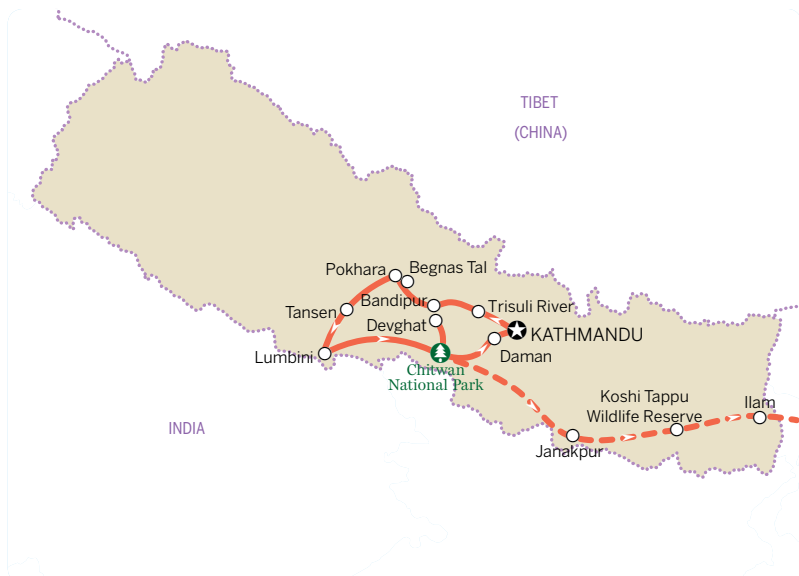 TIBET
(CHINA)
Pokhara
Begnas Tal
Bandipur
Trisuli River
Tansen
Devghat
KATHMANDU
Lumbini
Daman
Chitwan
National Park
Koshi Tappu
Wildlife Reserve
Ilam
INDIA
Janakpur